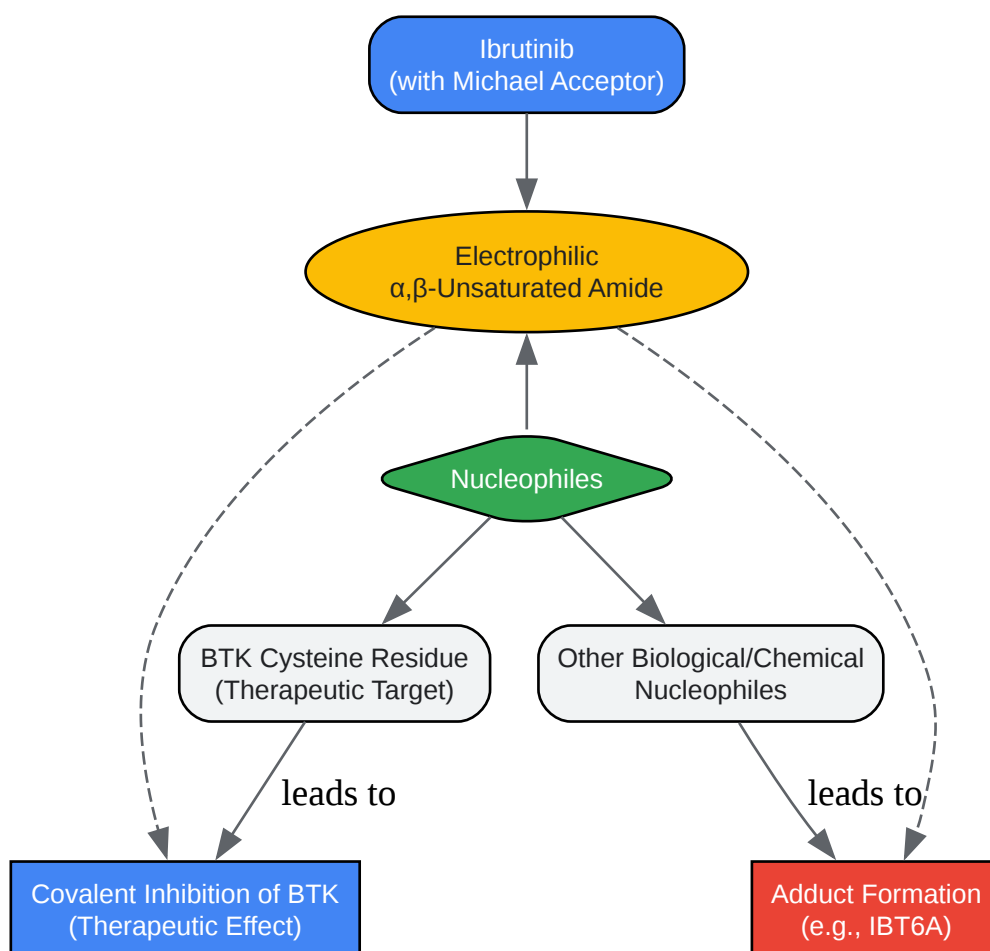 Ibrutinib
(with Michael Acceptor)
Electrophilic
α,β-Unsaturated Amide
Nucleophiles
BTK Cysteine Residue
(Therapeutic Target)
Other Biological/Chemical
Nucleophiles
leads to
leads to
Covalent Inhibition of BTK
(Therapeutic Effect)
Adduct Formation
(e.g., IBT6A)